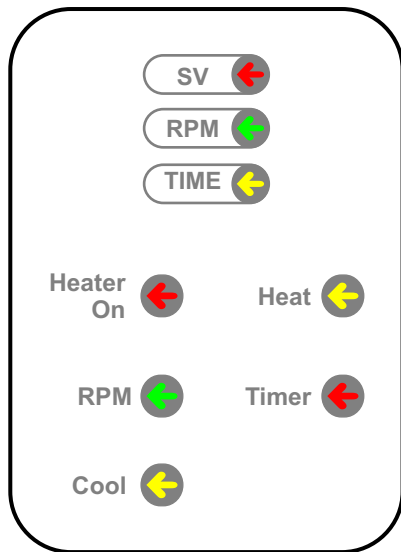 SV
RPM
TIME
Heater
On
Heat
RPM
Timer
Cool